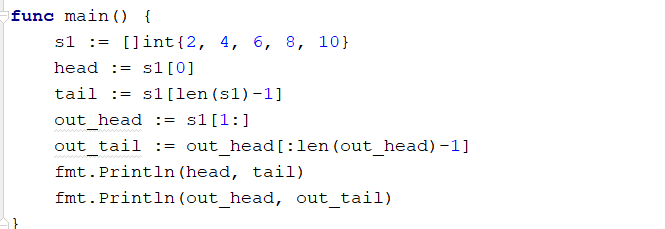 func main() {
    s1 := []int{2, 4, 6, 8, 10}
    head := s1[0]
    tail := s1[len(s1)-1]
    out_head := s1[1:]
    out_tail := out_head[:len(out_head)-1]
    fmt.Println(head, tail)
    fmt.Println(out_head, out_tail)
}